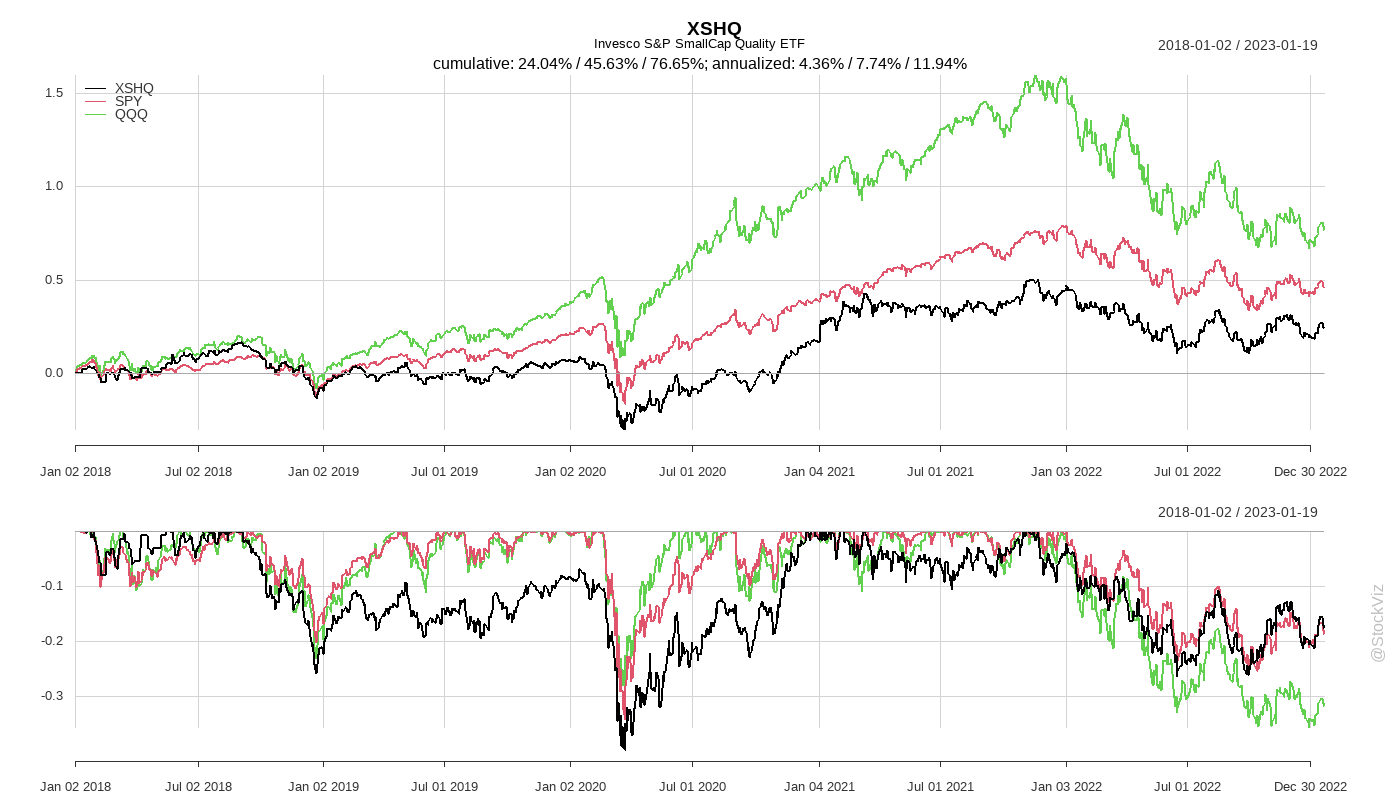 XSHQ
Invesco S&P SmallCap Quality ETF
2018-01-02 / 2023-01-19
cumulative: 24.04% / 45.63% / 76.65%; annualized: 4.36% / 7.74% / 11.94%
XSHQ
SPY
QQQ
1.5
1.0
0.5
0.0
Jan 02 2018 Jul 02 2018 Jan 02 2019 Jul 01 2019 Jan 02 2020 Jul 01 2020 Jan 04 2021 Jul 01 2021 Jan 03 2022 Jul 01 2022 Dec 30 2022
2018-01-02 / 2023-01-19
-0.1
-0.2
-0.3
Jan 02 2018 Jul 02 2018 Jan 02 2019 Jul 01 2019 Jan 02 2020 Jul 01 2020 Jan 04 2021 Jul 01 2021 Jan 03 2022 Jul 01 2022 Dec 30 2022
@StockViz